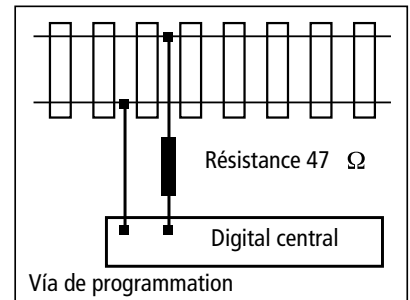 Résistance 47 Ω
Digital central
Vía de programmation